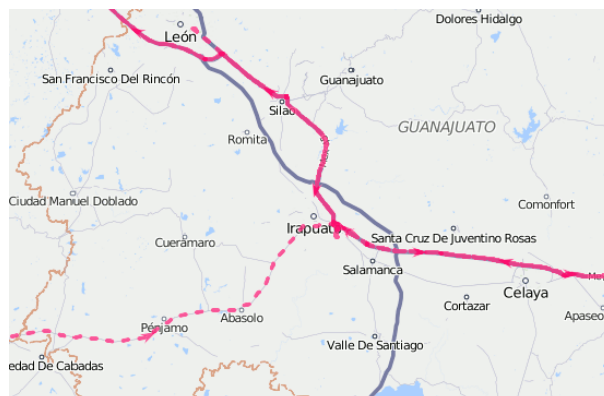 Dolores Hidalgo
León
San Francisco Del Rincón
Guanajuato
Silao
GUANAJUATO
Romita
Ciudad Manuel Doblado
Comonfort
Irapuato
Santa Cruz De Juventino Rosas
Cuerámaro
Salamanca
Celaya
Cortazar
Apaseo
Abasolo
Pénjamo
Valle De Santiago
edad De Cabadas